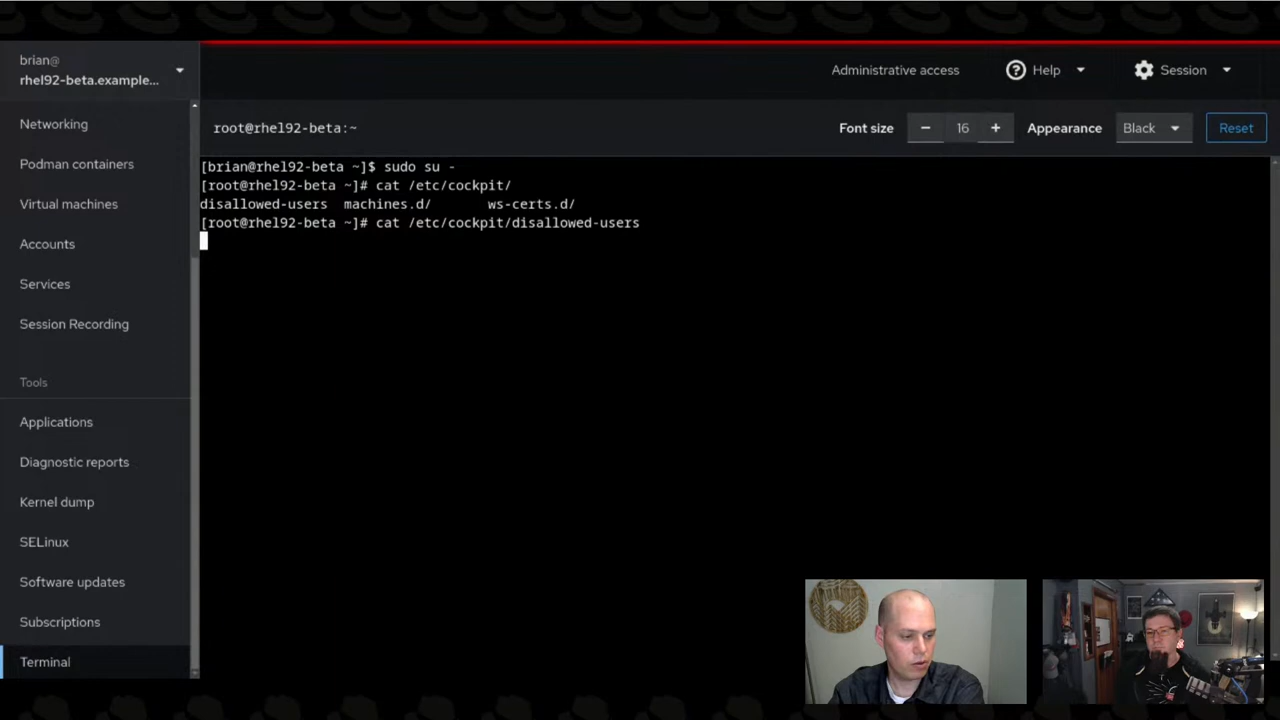 brian@
rhel92-beta.example...
Administrative access
Help
Session
Networking
Podman containers
Virtual machines
Accounts
Services
Session Recording
Tools
Applications
Diagnostic reports
Kernel dump
SELinux
Software updates
Subscriptions
Terminal
root@rhel92-beta:~
Font size
16
Appearance
Black
Reset
[brian@rhel92-beta ~]$ sudo su -
[root@rhel92-beta ~]# cat /etc/cockpit/
disallowed-users machines.d/ ws-certs.d/
[root@rhel92-beta ~]# cat /etc/cockpit/disallowed-users